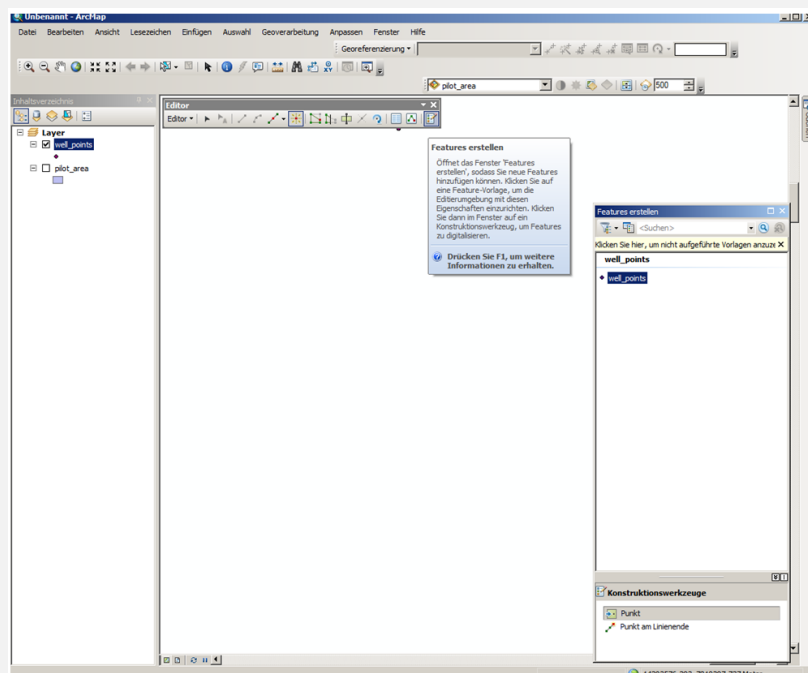 Unbenannt - ArcMap
Datei Bearbeiten Ansicht Lesezeichen Einfügen Auswahl Geoverarbeitung Anpassen Fenster Hilfe
Georeferenzierung
pilot_area
500
Inhaltsverzeichnis
Layer
well_points
pilot_area
Editor
Editor
Features erstellen
Öffnet das Fenster 'Features
erstellen', sodass Sie neue Features
hinzufügen können. Klicken Sie auf
eine Feature-Vorlage, um die
Editierumgebung mit diesen
Eigenschaften einzurichten. Klicken
Sie dann im Fenster auf ein
Konstruktionswerkzeug, um Features
zu digitalisieren.
Drücken Sie F1, um weitere
Informationen zu erhalten.
Features erstellen
<Suchen>
Klicken Sie hier, um nicht aufgeführte Vorlagen anzuze
well_points
well_points
Konstruktionswerkzeuge
Punkt
Punkt am Linienende